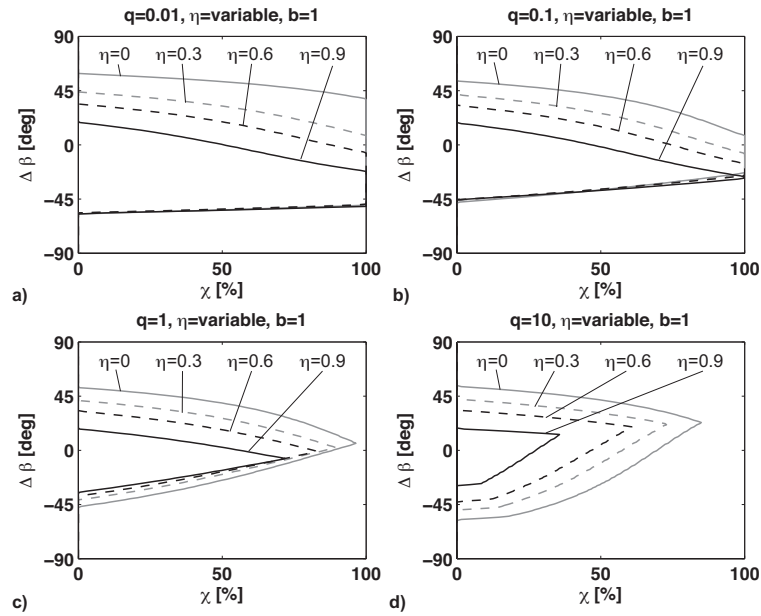 q=0.01, η=variable, b=1
90
η=0 η=0.3 η=0.6 η=0.9
45
0
−45
−90
Δ β [deg]
0 50 100
χ [%]
a)
q=0.1, η=variable, b=1
90
η=0 η=0.3 η=0.6 η=0.9
45
0
−45
−90
Δ β [deg]
0 50 100
χ [%]
b)
q=1, η=variable, b=1
90
η=0 η=0.3 η=0.6 η=0.9
45
0
−45
−90
Δ β [deg]
0 50 100
χ [%]
c)
q=10, η=variable, b=1
90
η=0 η=0.3 η=0.6 η=0.9
45
0
−45
−90
Δ β [deg]
0 50 100
χ [%]
d)